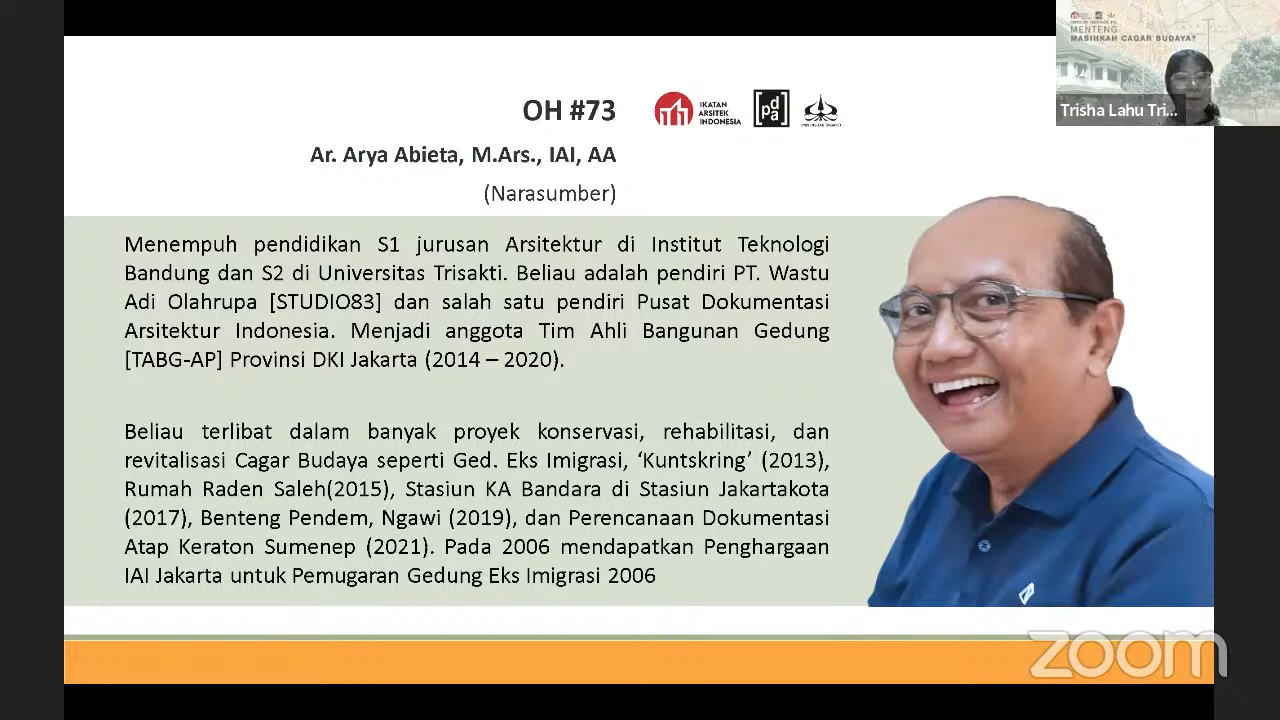 OH #73
IKATAN
ARSITEK
INDONESIA
pda
UNIVERSITAS TRISAKTI
Ar. Arya Abieta, M.Ars., IAI, AA
(Narasumber)
Menempuh pendidikan S1 jurusan Arsitektur di Institut Teknologi
Bandung dan S2 di Universitas Trisakti. Beliau adalah pendiri PT. Wastu
Adi Olahrupa [STUDIO83] dan salah satu pendiri Pusat Dokumentasi
Arsitektur Indonesia. Menjadi anggota Tim Ahli Bangunan Gedung
[TABG-AP] Provinsi DKI Jakarta (2014 – 2020).
Beliau terlibat dalam banyak proyek konservasi, rehabilitasi, dan
revitalisasi Cagar Budaya seperti Ged. Eks Imigrasi, ‘Kuntskring’ (2013),
Rumah Raden Saleh(2015), Stasiun KA Bandara di Stasiun Jakartakota
(2017), Benteng Pendem, Ngawi (2019), dan Perencanaan Dokumentasi
Atap Keraton Sumenep (2021). Pada 2006 mendapatkan Penghargaan
IAI Jakarta untuk Pemugaran Gedung Eks Imigrasi 2006
MENTENG
MASIHKAH CAGAR BUDAYA?
Trisha Lahu Tri...
zoom